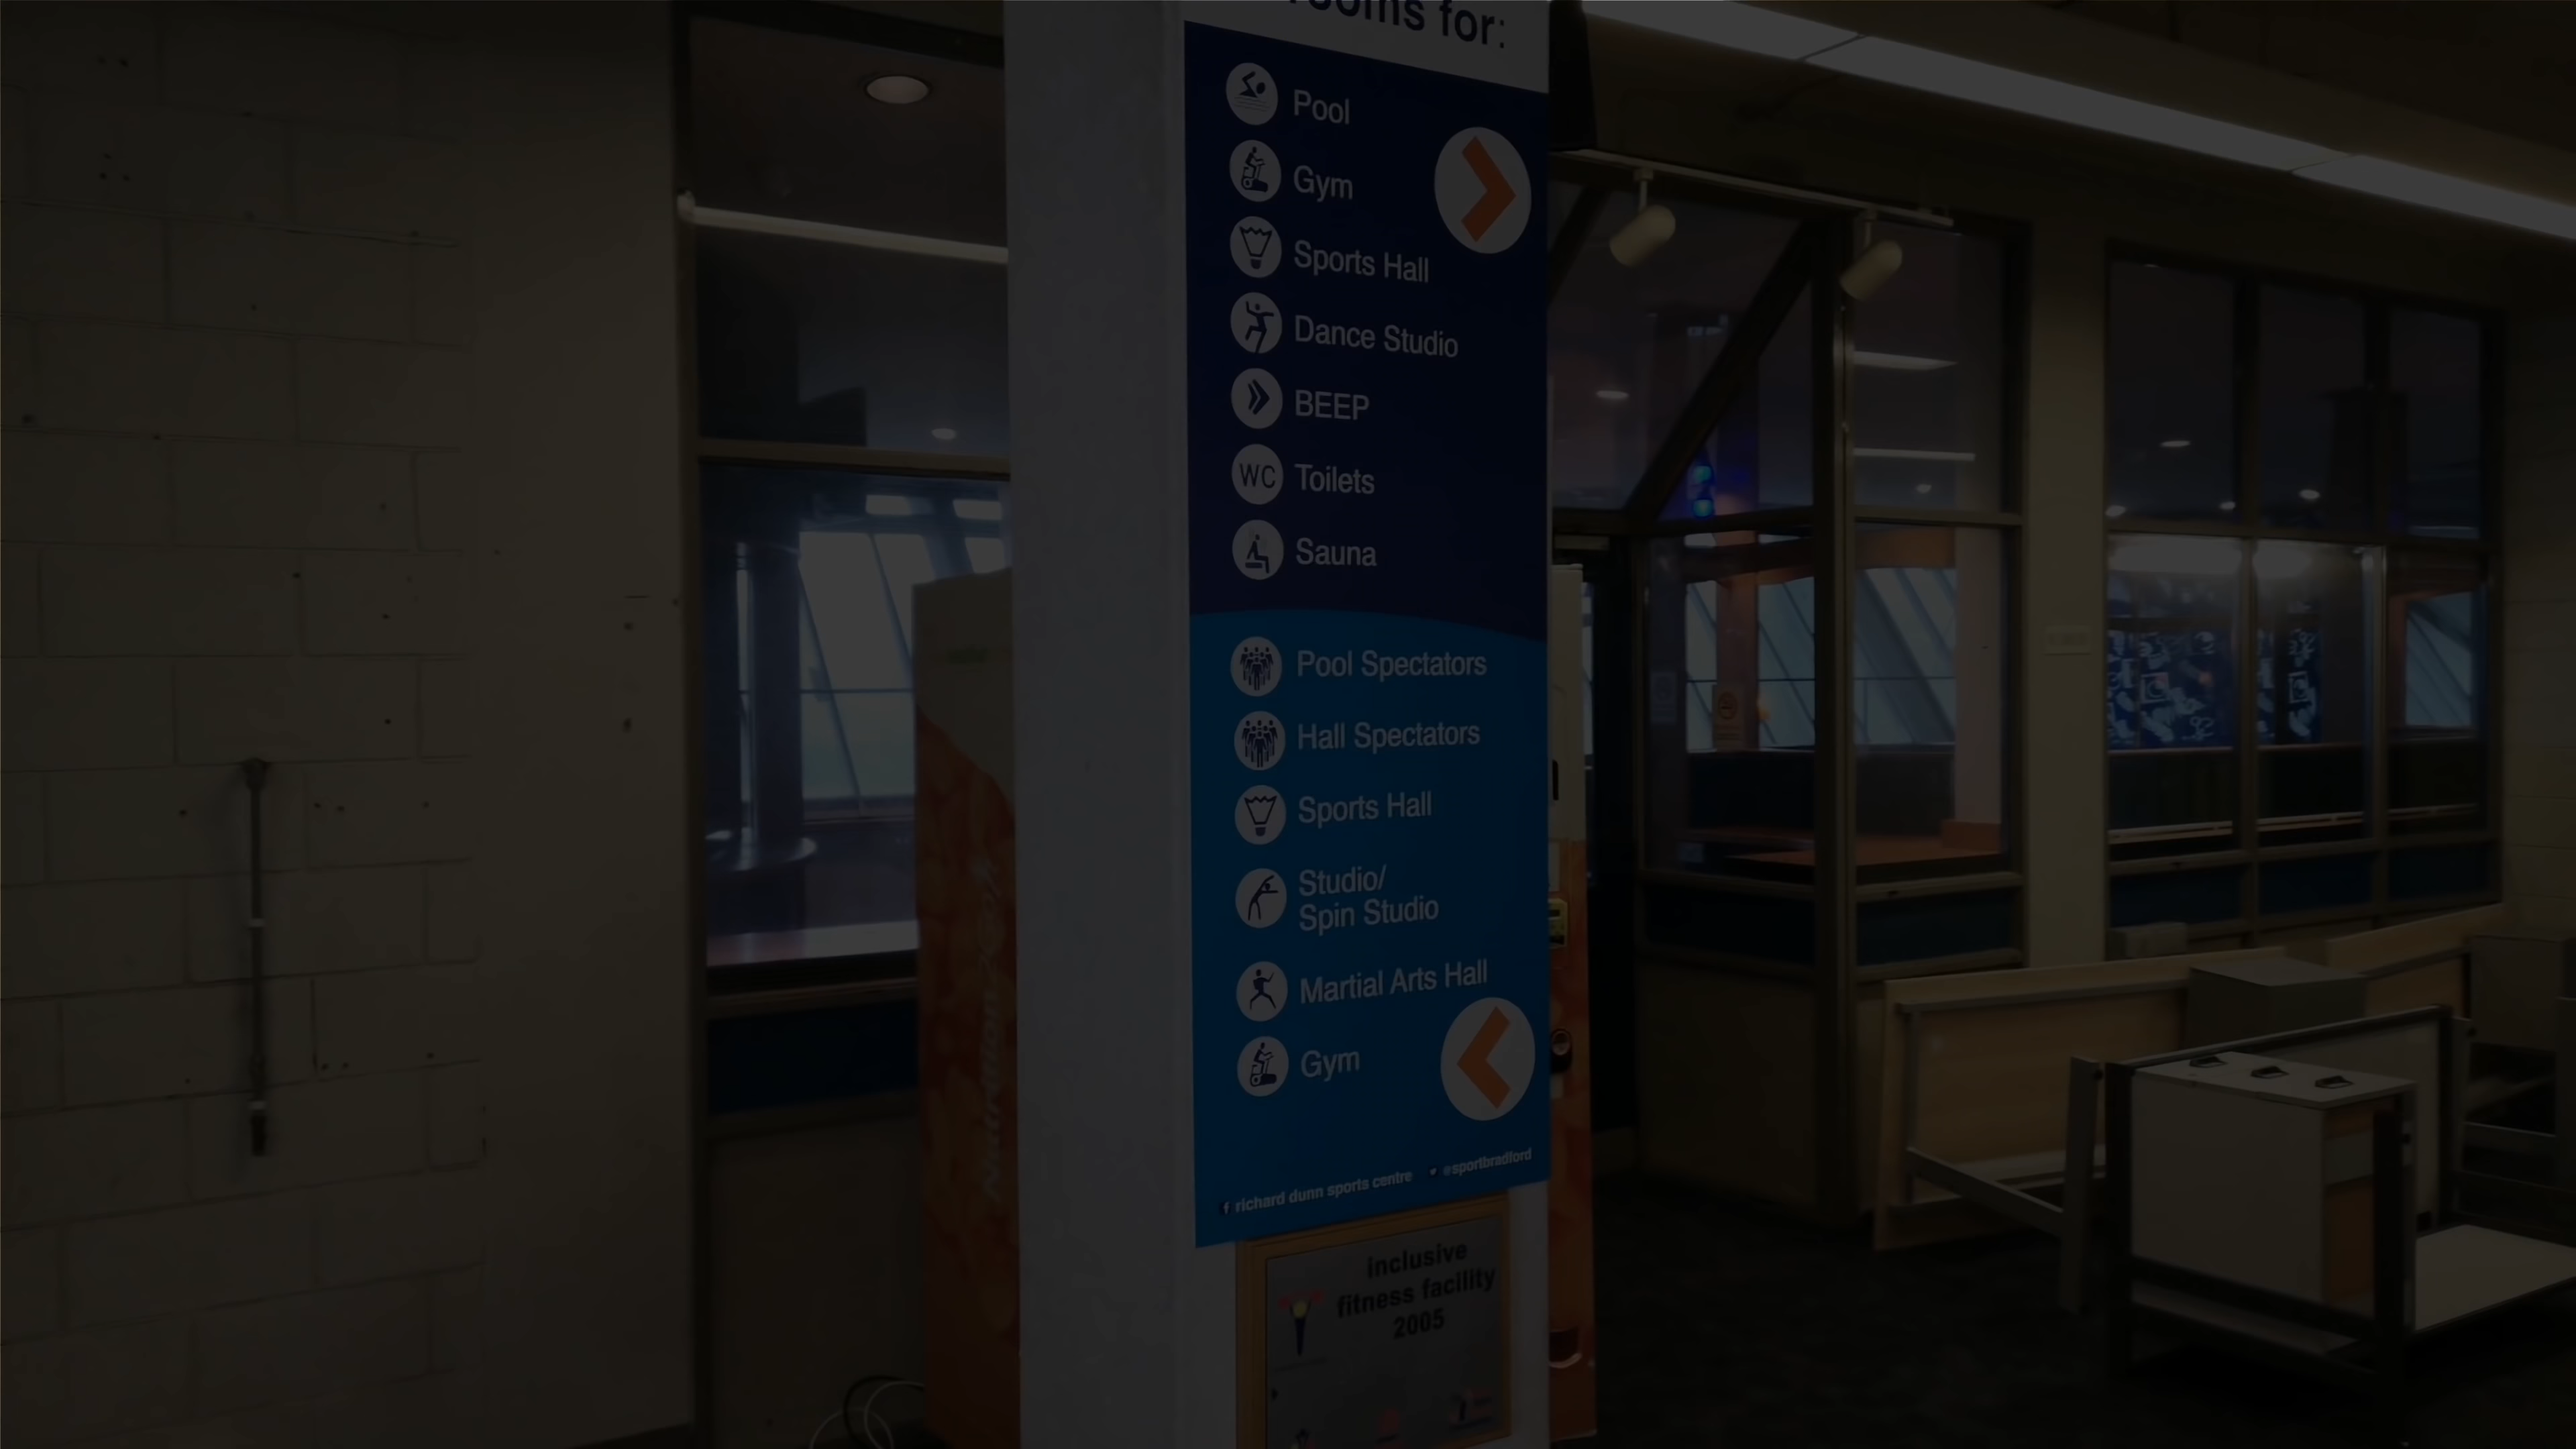 rooms for:
Pool
Gym
Sports Hall
Dance Studio
BEEP
WC Toilets
Sauna
Pool Spectators
Hall Spectators
Sports Hall
Studio/
Spin Studio
Martial Arts Hall
Gym
richard dunn sports centre @sportbradford
inclusive
fitness facility
2005